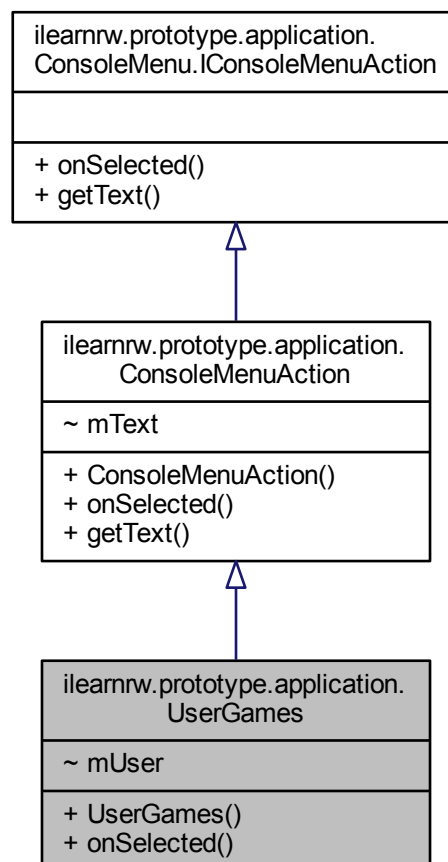 ilearnrw.prototype.application.
ConsoleMenu.IConsoleMenuAction
+ onSelected()
+ getText()
ilearnrw.prototype.application.
ConsoleMenuAction
~ mText
+ ConsoleMenuAction()
+ onSelected()
+ getText()
ilearnrw.prototype.application.
UserGames
~ mUser
+ UserGames()
+ onSelected()